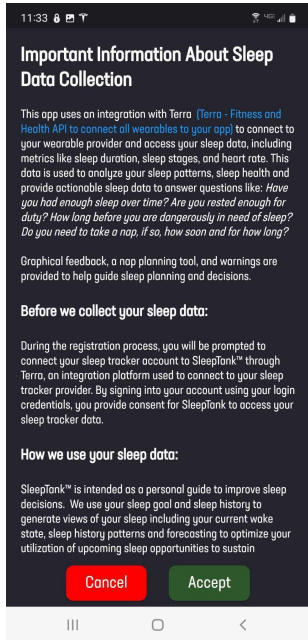 11:33
Important Information About Sleep
Data Collection
This app uses an integration with Terra (Terra - Fitness and
Health API to connect all wearables to your app) to connect to
your wearable provider and access your sleep data, including
metrics like sleep duration, sleep stages, and heart rate. This
data is used to analyze your sleep patterns, sleep health and
provide actionable sleep data to answer questions like: Have
you had enough sleep over time? Are you rested enough for
duty? How long before you are dangerously in need of sleep?
Do you need to take a nap, if so, how soon and for how long?
Graphical feedback, a nap planning tool, and warnings are
provided to help guide sleep planning and decisions.
Before we collect your sleep data:
During the registration process, you will be prompted to
connect your sleep tracker account to SleepTank™ through
Terra, an integration platform used to connect to your sleep
tracker provider. By signing into your account using your login
credentials, you provide consent for SleepTank to access your
sleep tracker data.
How we use your sleep data:
SleepTank™ is intended as a personal guide to improve sleep
decisions. We use your sleep goal and sleep history to
generate views of your sleep including your current wake
state, sleep history patterns and forecasting to optimize your
utilization of upcoming sleep opportunities to sustain
Cancel Accept